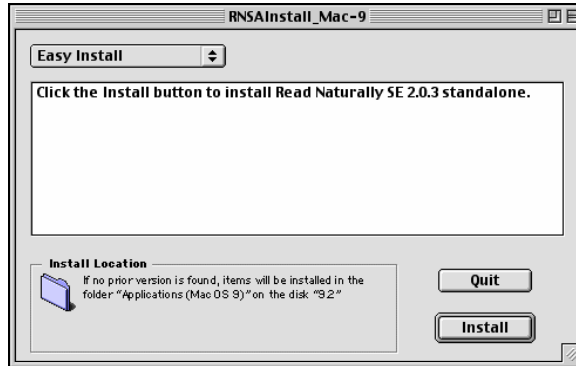 RNSAInstall_Mac-9
Easy Install
Click the Install button to install Read Naturally SE 2.0.3 standalone.
Install Location
If no prior version is found, items will be installed in the
folder "Applications (Mac OS 9)" on the disk "9.2"
Quit
Install